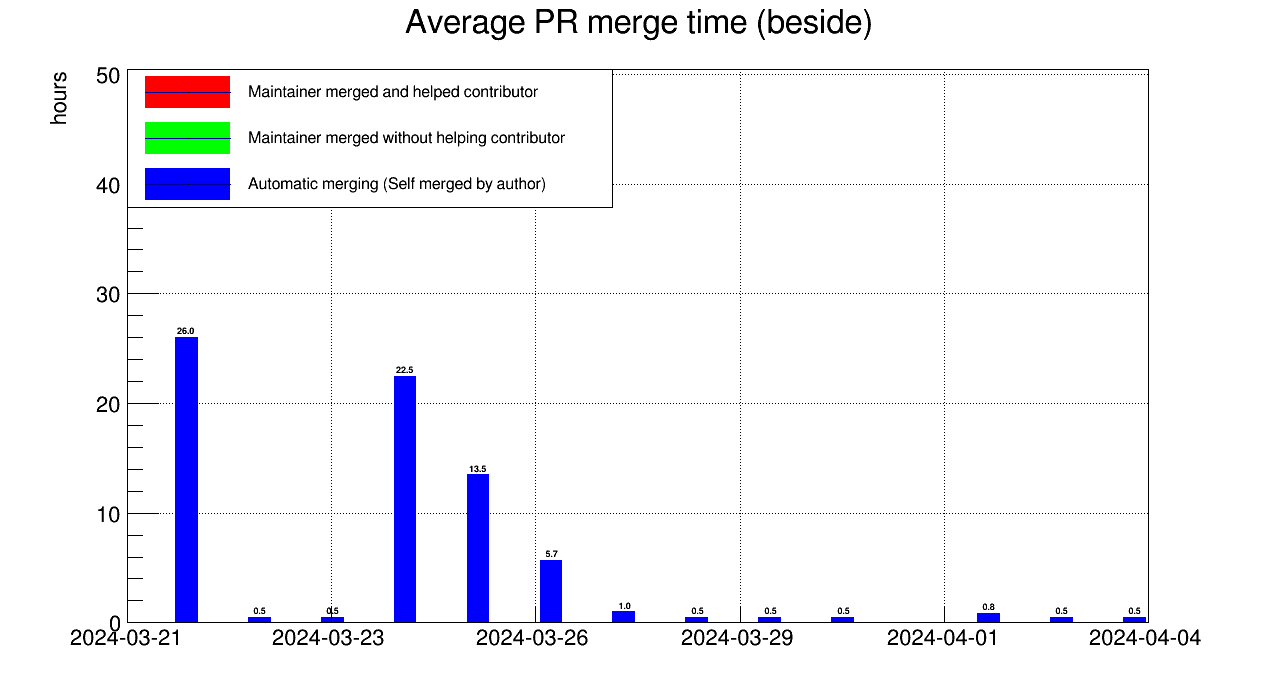 Average PR merge time (beside)
hours
50
Maintainer merged and helped contributor
Maintainer merged without helping contributor
40
Automatic merging (Self merged by author)
30
26.0
22.5
20
13.5
10
5.7
1.0
0.8
0.5 0.5 0.5 0.5 0.5 0.5 0.5
0
2024-03-21 2024-03-23 2024-03-26 2024-03-29 2024-04-01 2024-04-04